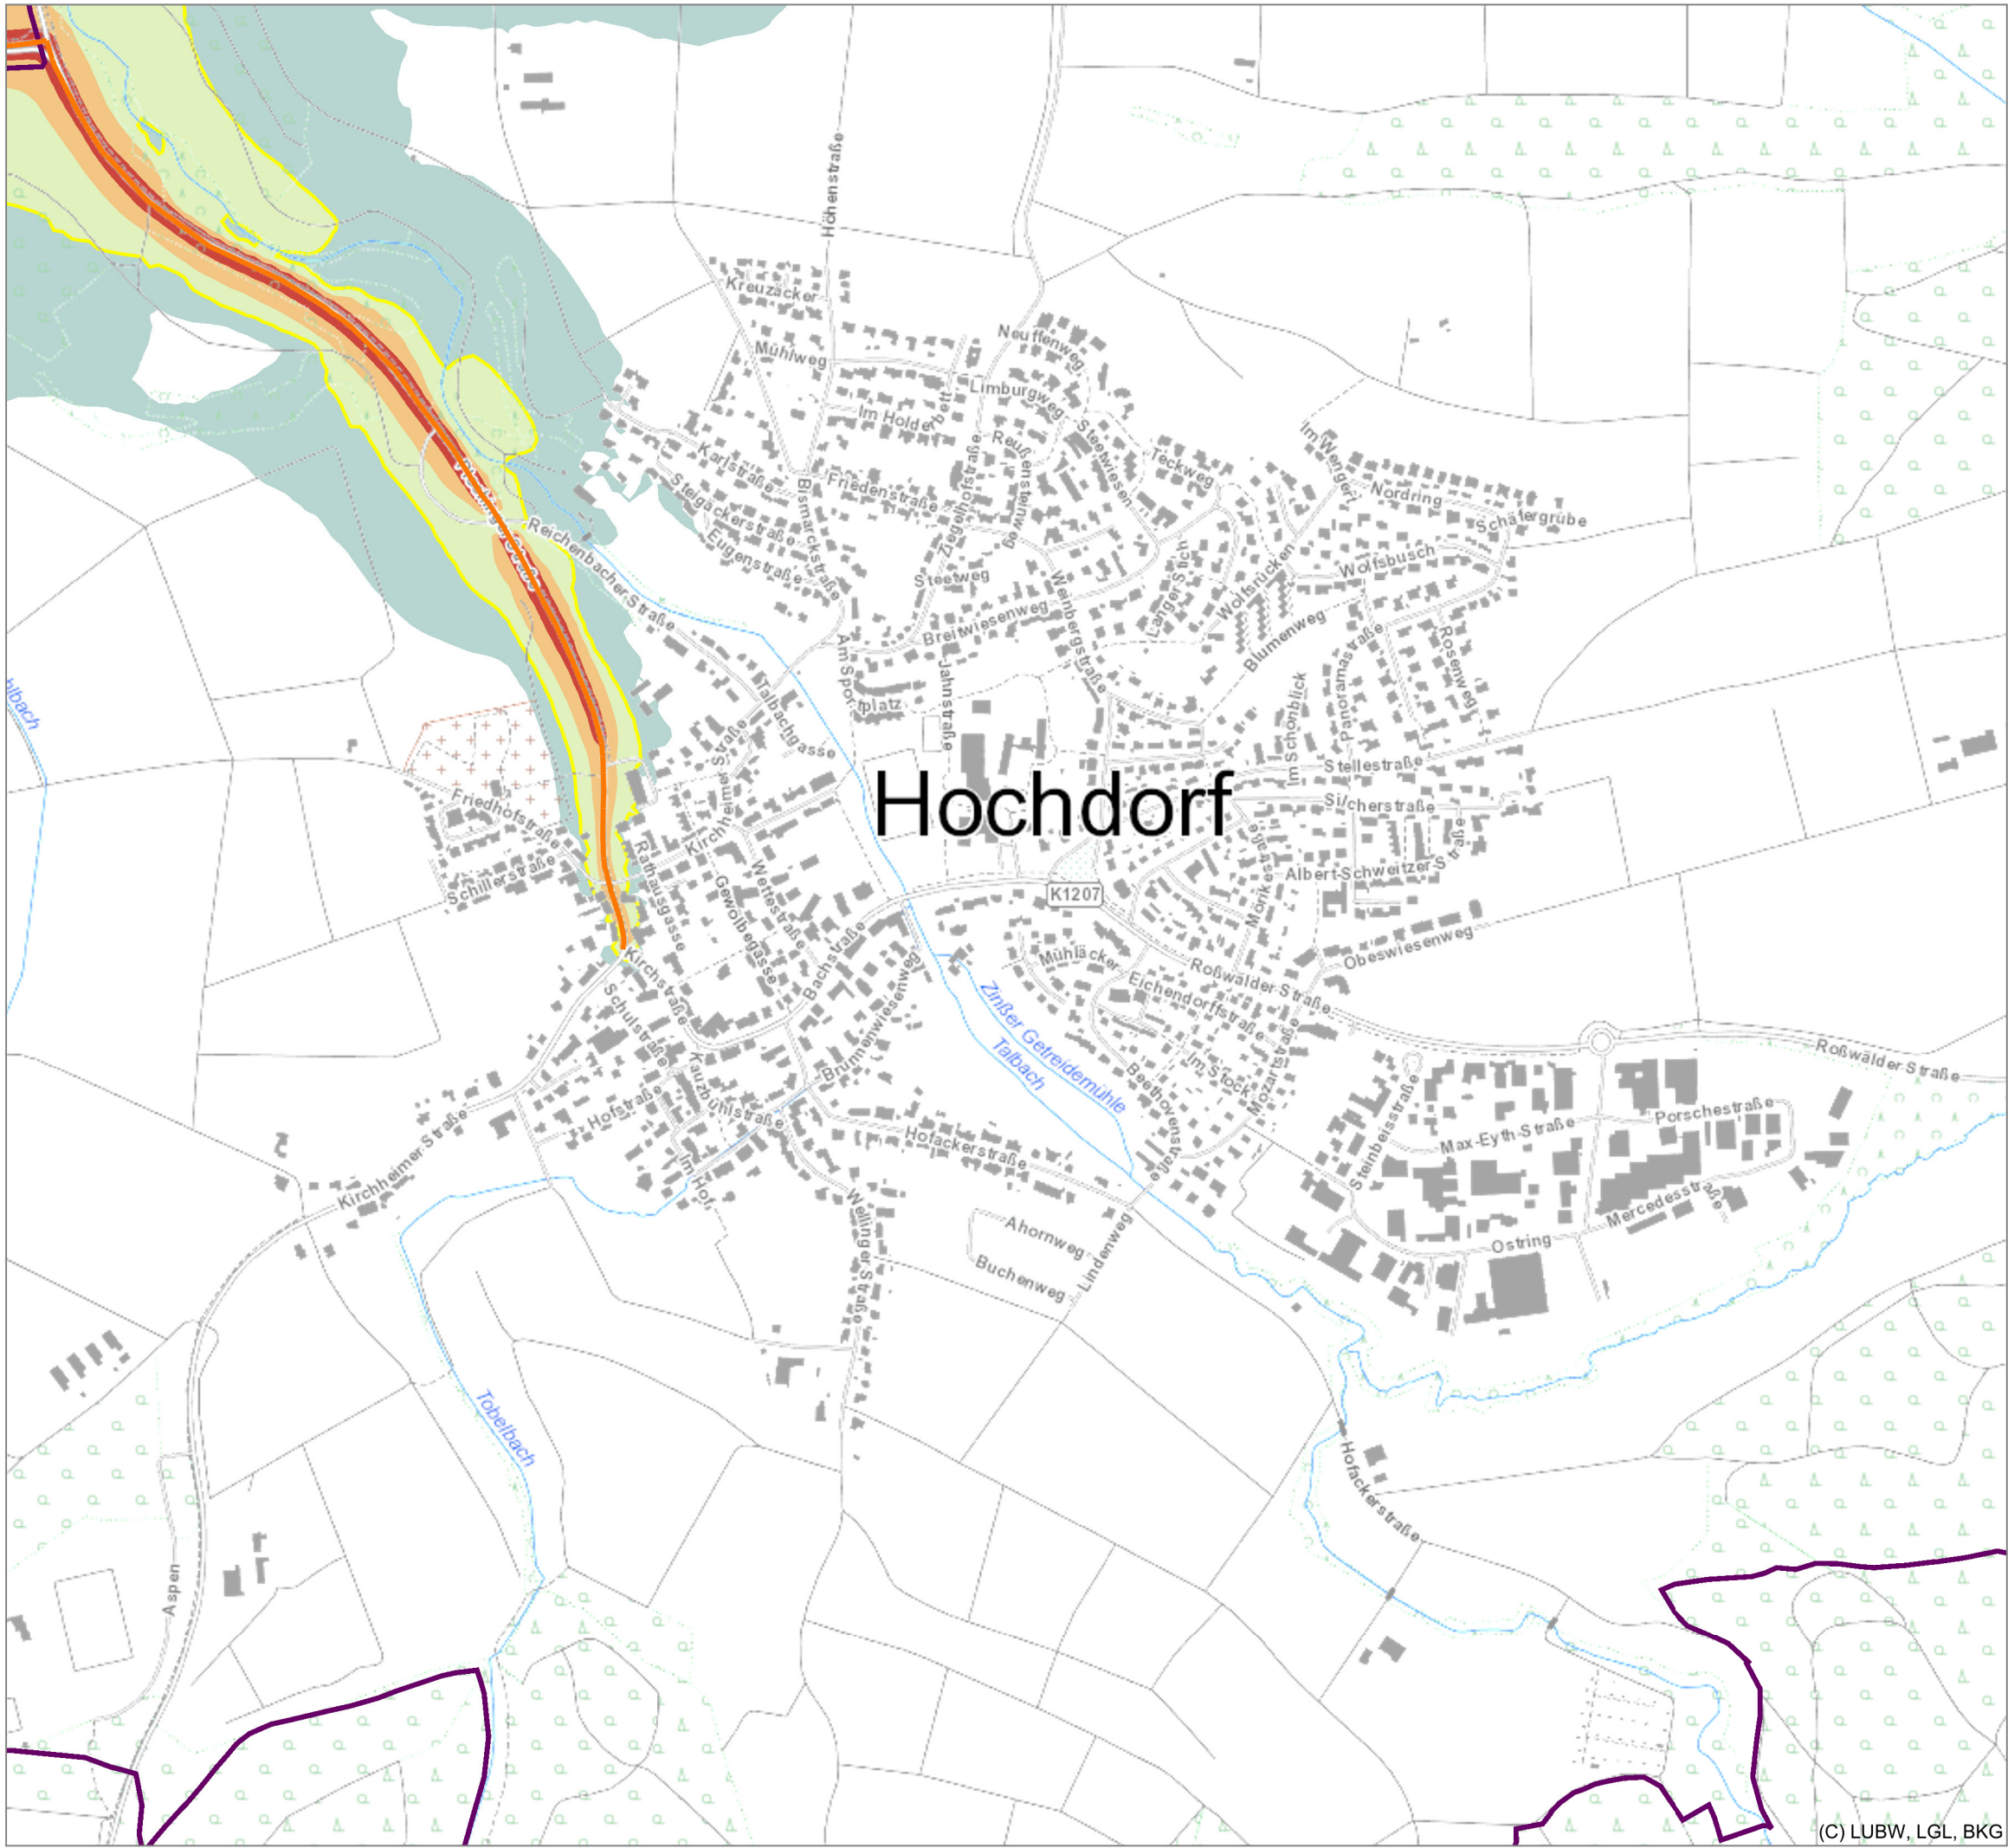 Höhenstraße
Kreuzäcker
Neuffenweg
Mühlweg
Limburgweg
Im Holderbett
Steetwiesen
Reußensteinweg
Im Wengert
Teckweg
Karlstraße
Friedenstraße
Ziegelhofstraße
Bismarckstraße
Steigäckerstraße
Nordring
Schäfergrube
Reichenbacher Straße
Eugenstraße
Steetweg
Langer Stich
Wolfsrücken
Wolfsbusch
Breitwiesenweg
Weinbergstraße
Blumenweg
Am Sportplatz
Jahnstraße
Panoramastraße
Rosenweg
Talbachgasse
Im Schönblick
Stellestraße
Kirchheimer Straße
Friedhofstraße
Hochdorf
Silcherstraße
Schillerstraße
Rathausgasse
Wettestraße
Gewölbegasse
K1207
Mörikestraße
Albert-Schweitzer-Straße
Bachstraße
Obeswiesenweg
Mühläcker
Roßwälder Straße
Kirchstraße
Eichendorffstraße
Schulstraße
Brunnenwiesenweg
Zinßer Getreidemühle
Talbach
Im Stock
Mozartstraße
Beethovenstraße
Roßwälder Straße
Kauzbühlstraße
Hofstraße
Steinbeisstraße
Porschestraße
Max-Eyth-Straße
Hofäckerstraße
Im Hof
Kirchheimer Straße
Mercedesstraße
Wellinger Straße
Ahornweg
Buchenweg
Lindenweg
Ostring
Tobelbach
Hofäckerstraße
Aspen
(C) LUBW, LGL, BKG